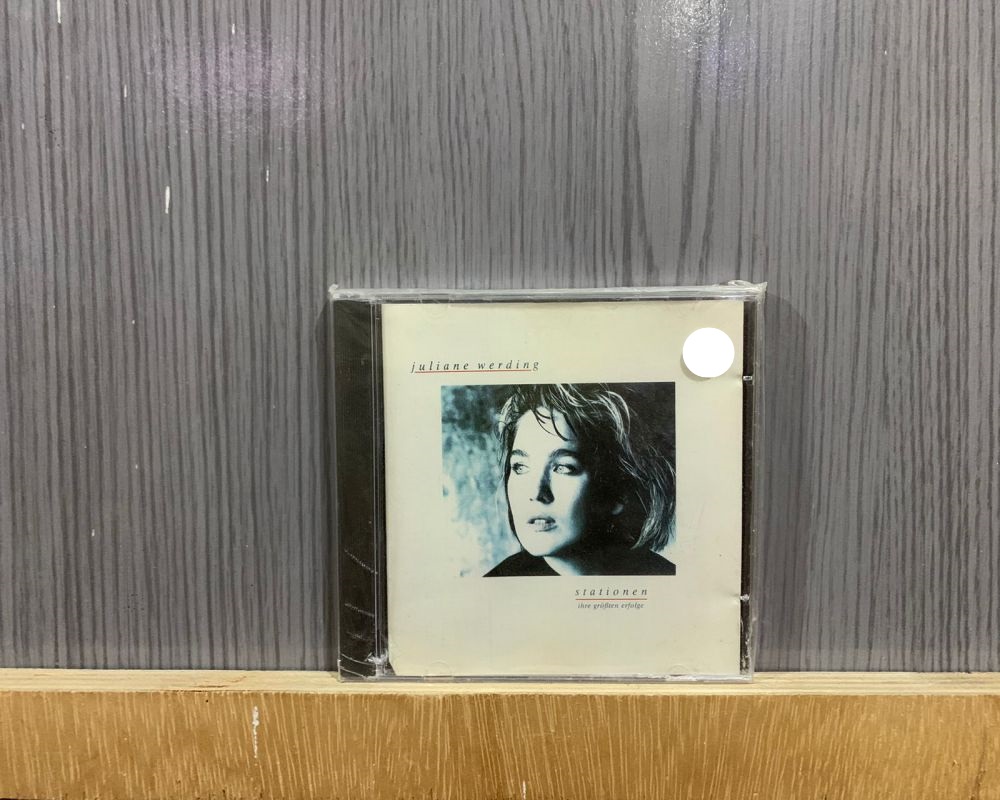 juliane werding
stationen
ihre größten erfolge